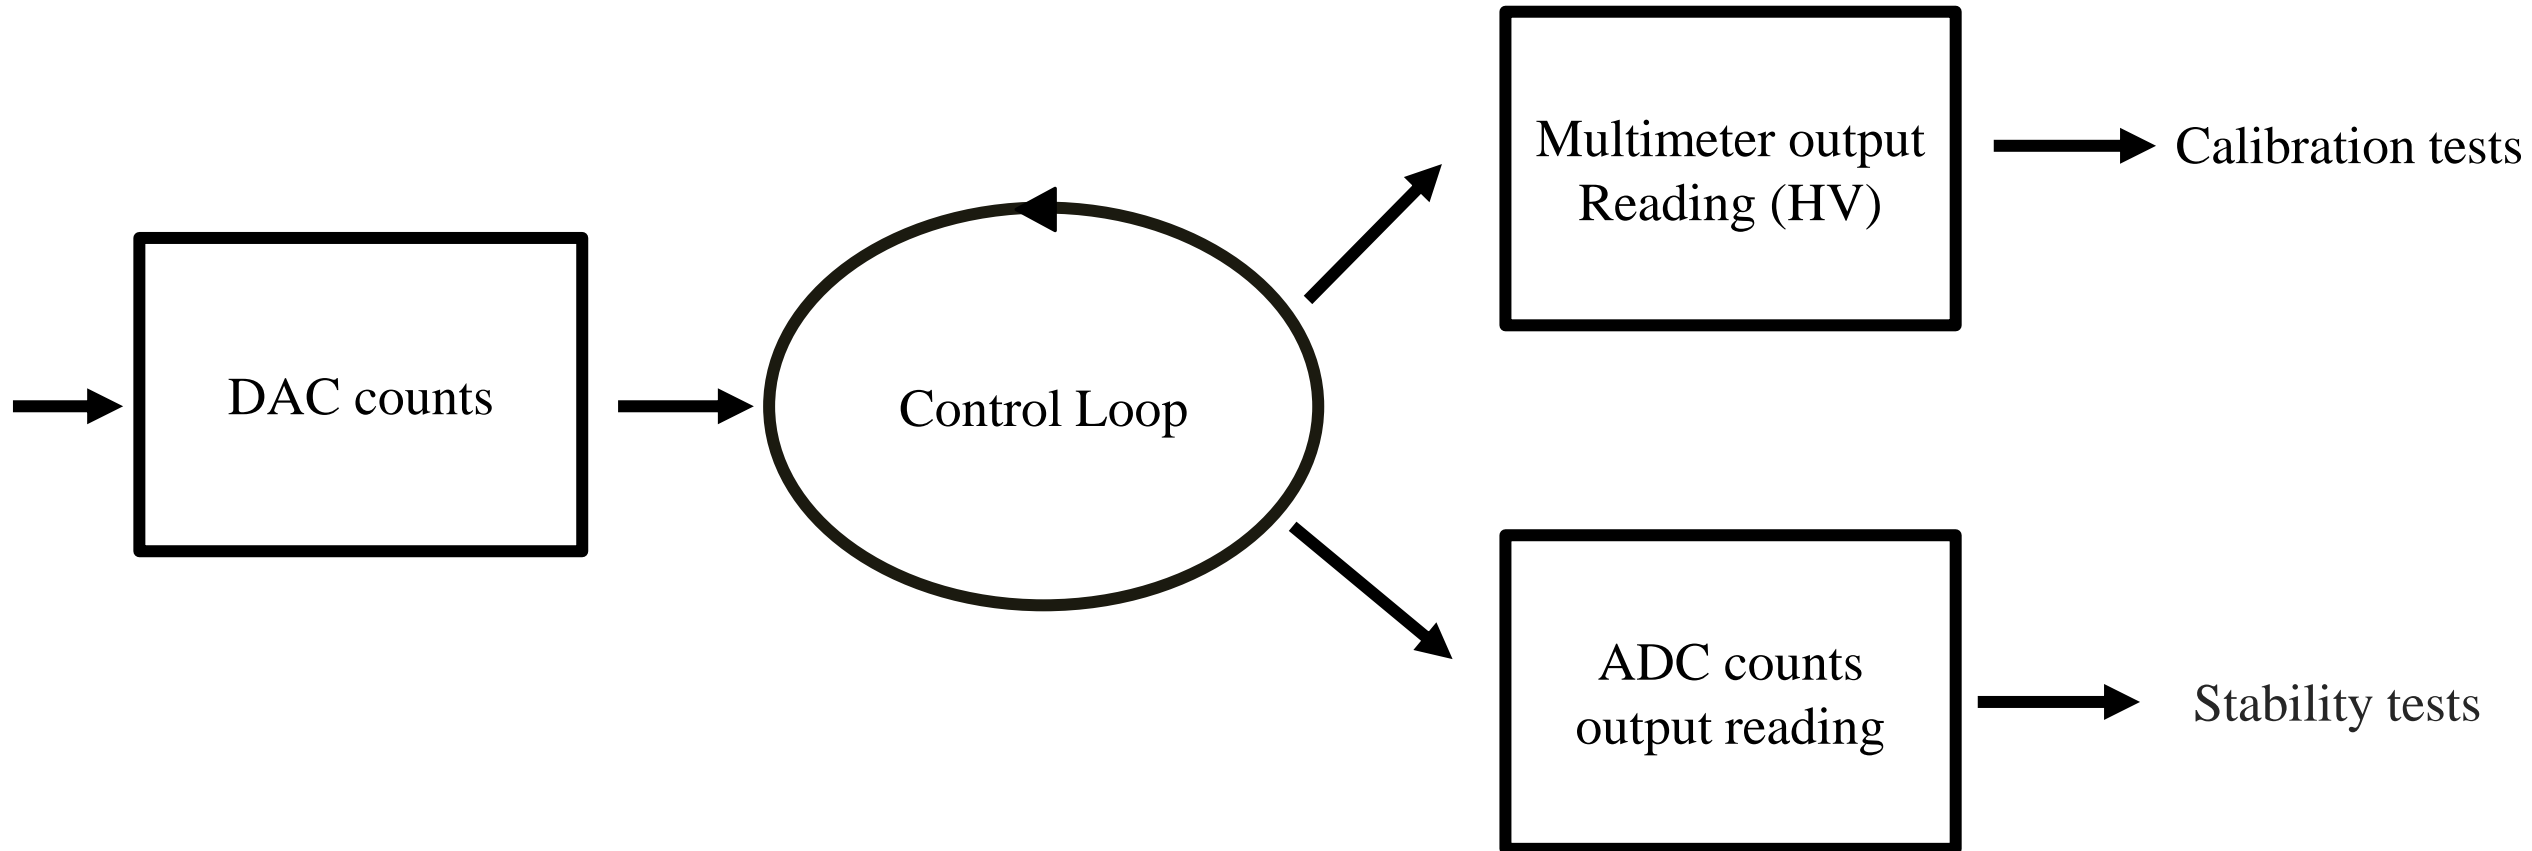 DAC counts
Control Loop
Multimeter output
Reading (HV)
Calibration tests
ADC counts
output reading
Stability tests